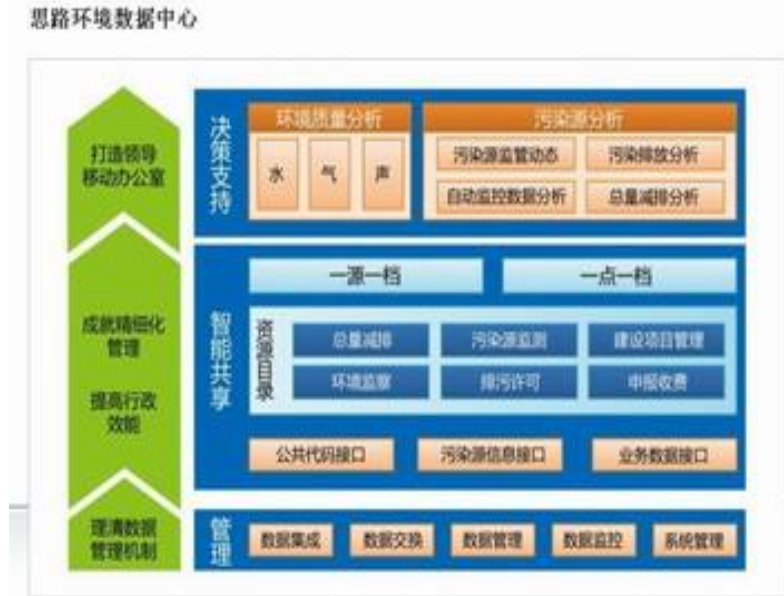 思路环境数据中心
打造领导
移动办公室
决策支持
环境质量分析
水
气
声
污染源分析
污染源监管动态
污染排放分析
自动监控数据分析
总量减排分析
成就精细化
管理
提高行政
效能
智能共享
一源一档
一点一档
资源目录
总量减排
污染源监测
建设项目管理
环境监察
排污许可
申报收费
公共代码接口
污染源信息接口
业务数据接口
理清数据
管理机制
管理
数据集成
数据交换
数据管理
数据监控
系统管理